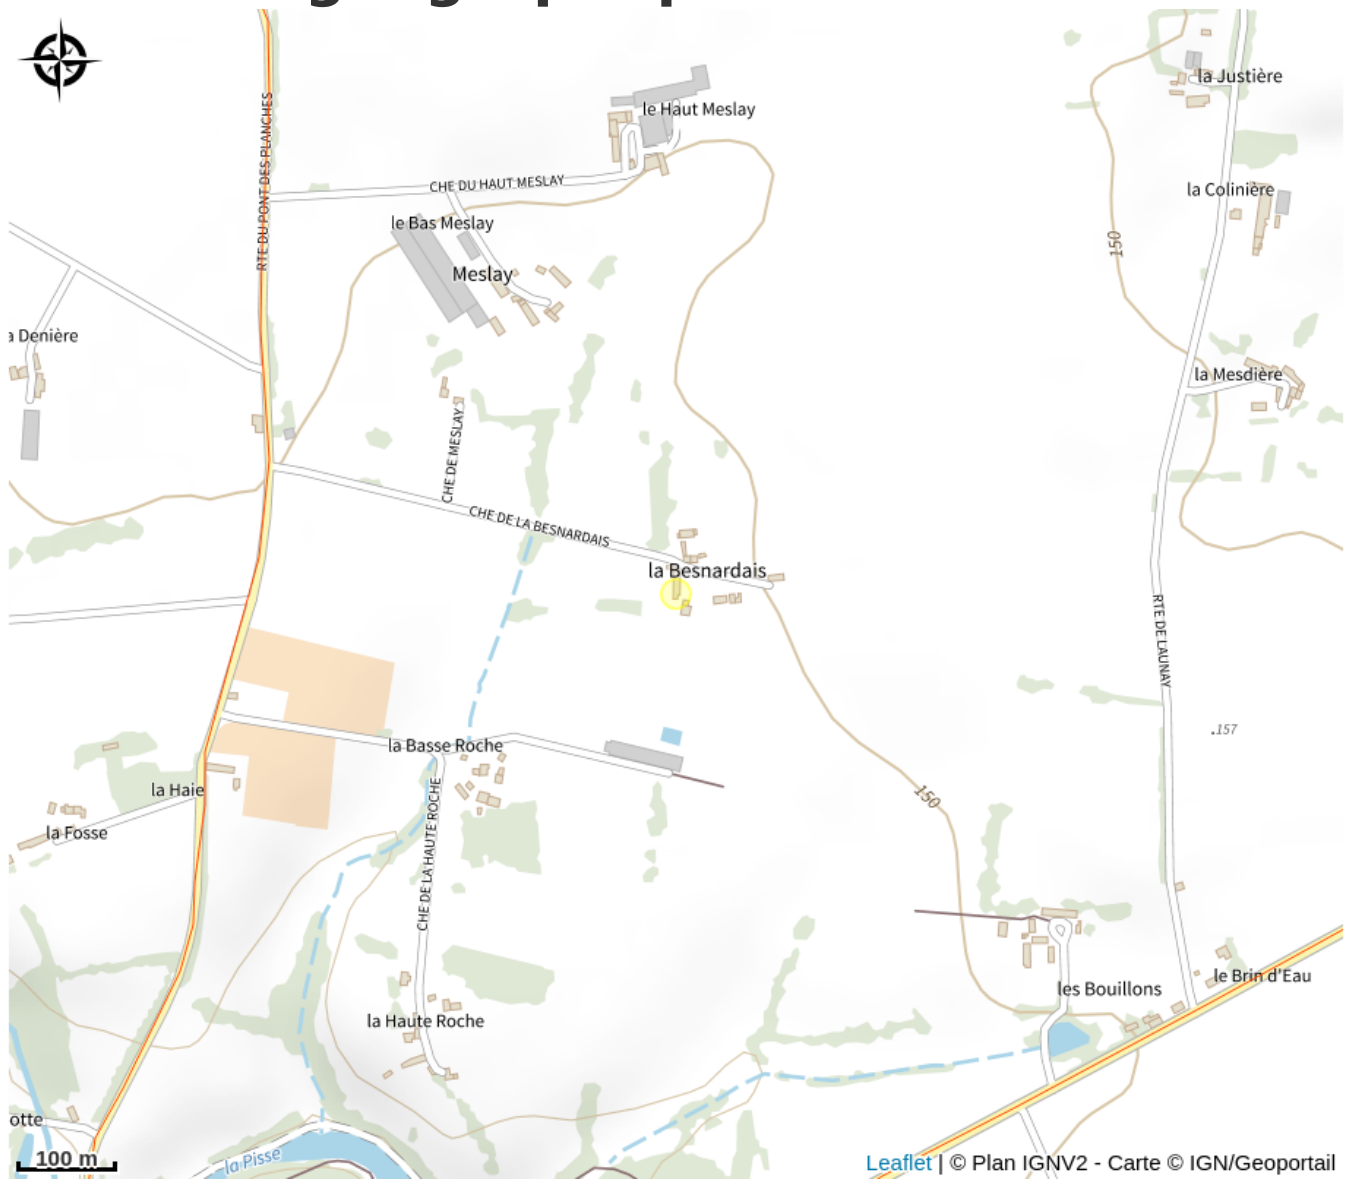 la Justière
le Haut Meslay
RTE DU PONT DES PLANCHES
CHE DU HAUT MESLAY
la Colinière
le Bas Meslay
150
Meslay
a Denière
la Mesdière
CHE DE MESLAY
CHE DE LA BESNARDAIS
la Besnardais
RTE DE LAUNAY
.157
la Basse Roche
la Haie
150
la Fosse
CHE DE LA HAUTE ROCHE
le Brin d'Eau
les Bouillons
la Haute Roche
otte
la Pisse
100 m
Leaflet | © Plan IGNV2 - Carte © IGN/Geoportail